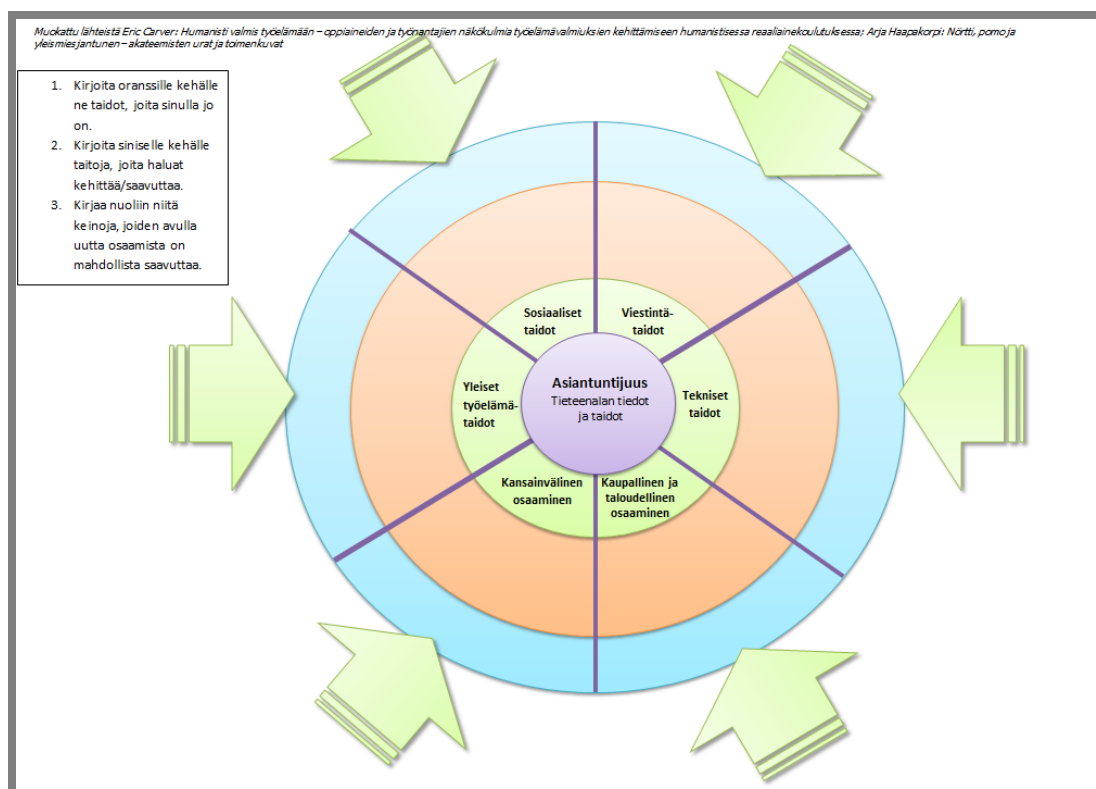 Muokattu lähteistä Eric Carver: Humanisti valmis työelämään – oppiaineiden ja työnantajien näkökulmia työelämävalmiuksien kehittämiseen humanistisessa reaaliainekoulutuksessa; Arja Haapakorpi: Nörtti, pomo ja
yleismiesjantunen – akateemisten urat ja toimenkuvat
1. Kirjoita oranssille kehälle
ne taidot, joita sinulla jo
on.
2. Kirjoita siniselle kehälle
taitoja, joita haluat
kehittää/saavuttaa.
3. Kirjaa nuoliin niitä
keinoja, joiden avulla
uutta osaamista on
mahdollista saavuttaa.
Sosiaaliset
taidot
Viestintä-
taidot
Yleiset
työelämä-
taidot
Asiantuntijuus
Tieteenalan tiedot
ja taidot
Tekniset
taidot
Kansainvälinen
osaaminen
Kaupallinen ja
taloudellinen
osaaminen